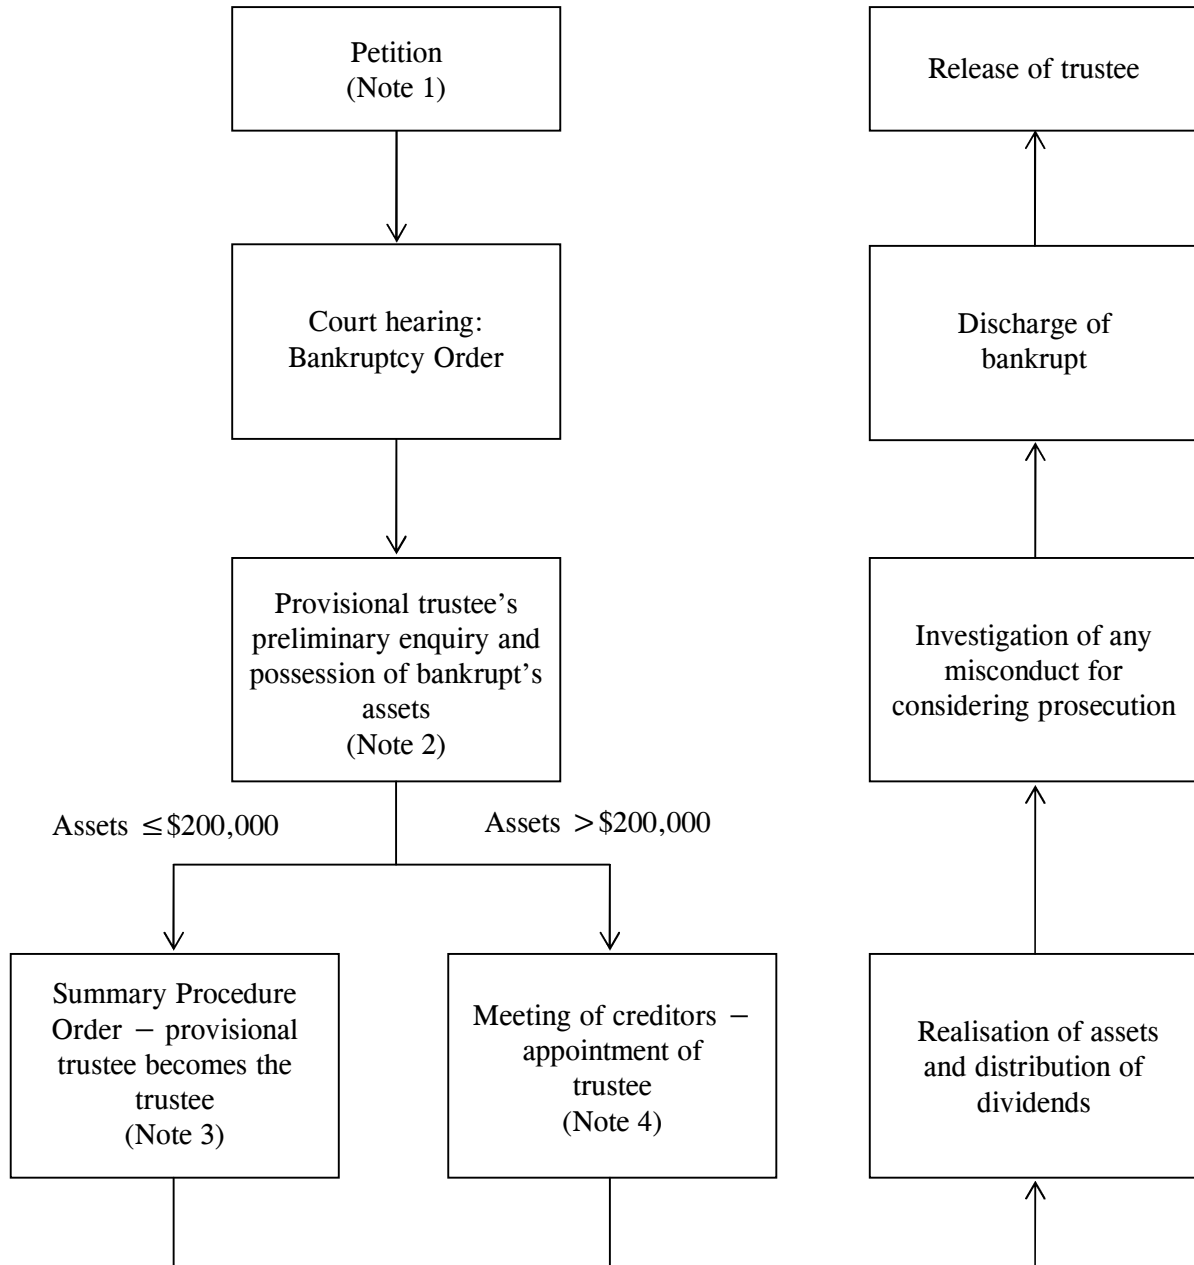 Petition
(Note 1)
Court hearing:
Bankruptcy Order
Provisional trustee’s
preliminary enquiry and
possession of bankrupt’s
assets
(Note 2)
Assets ≤$200,000
Assets >$200,000
Summary Procedure
Order – provisional
trustee becomes the
trustee
(Note 3)
Meeting of creditors –
appointment of
trustee
(Note 4)
Realisation of assets
and distribution of
dividends
Investigation of any
misconduct for
considering prosecution
Discharge of
bankrupt
Release of trustee